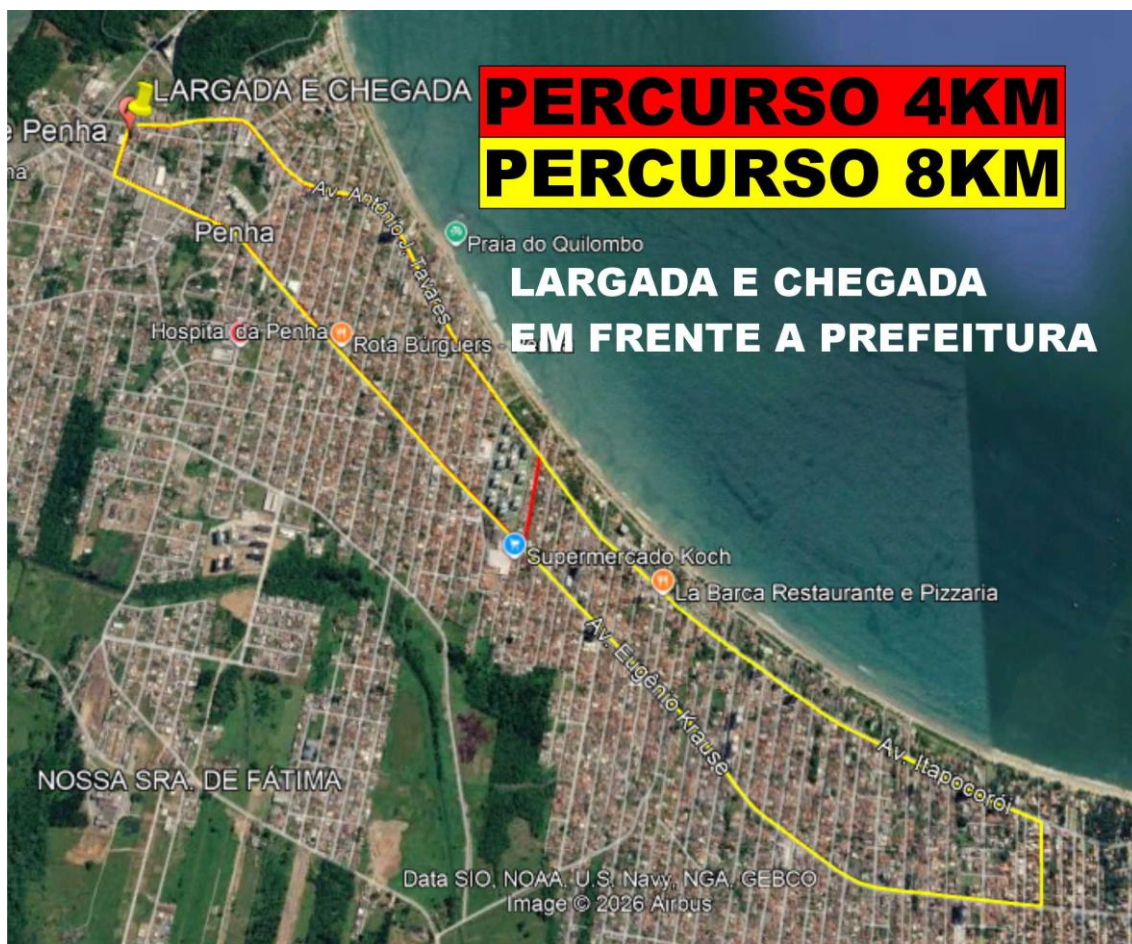 LARGADA E CHEGADA
PERCURSO 4KM
PERCURSO 8KM
Penha
Av. Antônio J. Tavares
Praia do Quilombo
Penha
LARGADA E CHEGADA
EM FRENTE A PREFEITURA
Hospital da Penha
Rota Burguers -
Supermercado Koch
La Barca Restaurante e Pizzaria
Av. Eugênio Krause
Av. Itapocorói
NOSSA SRA. DE FÁTIMA
Data SIO, NOAA, U.S. Navy, NGA, GEBCO
Image © 2026 Airbus